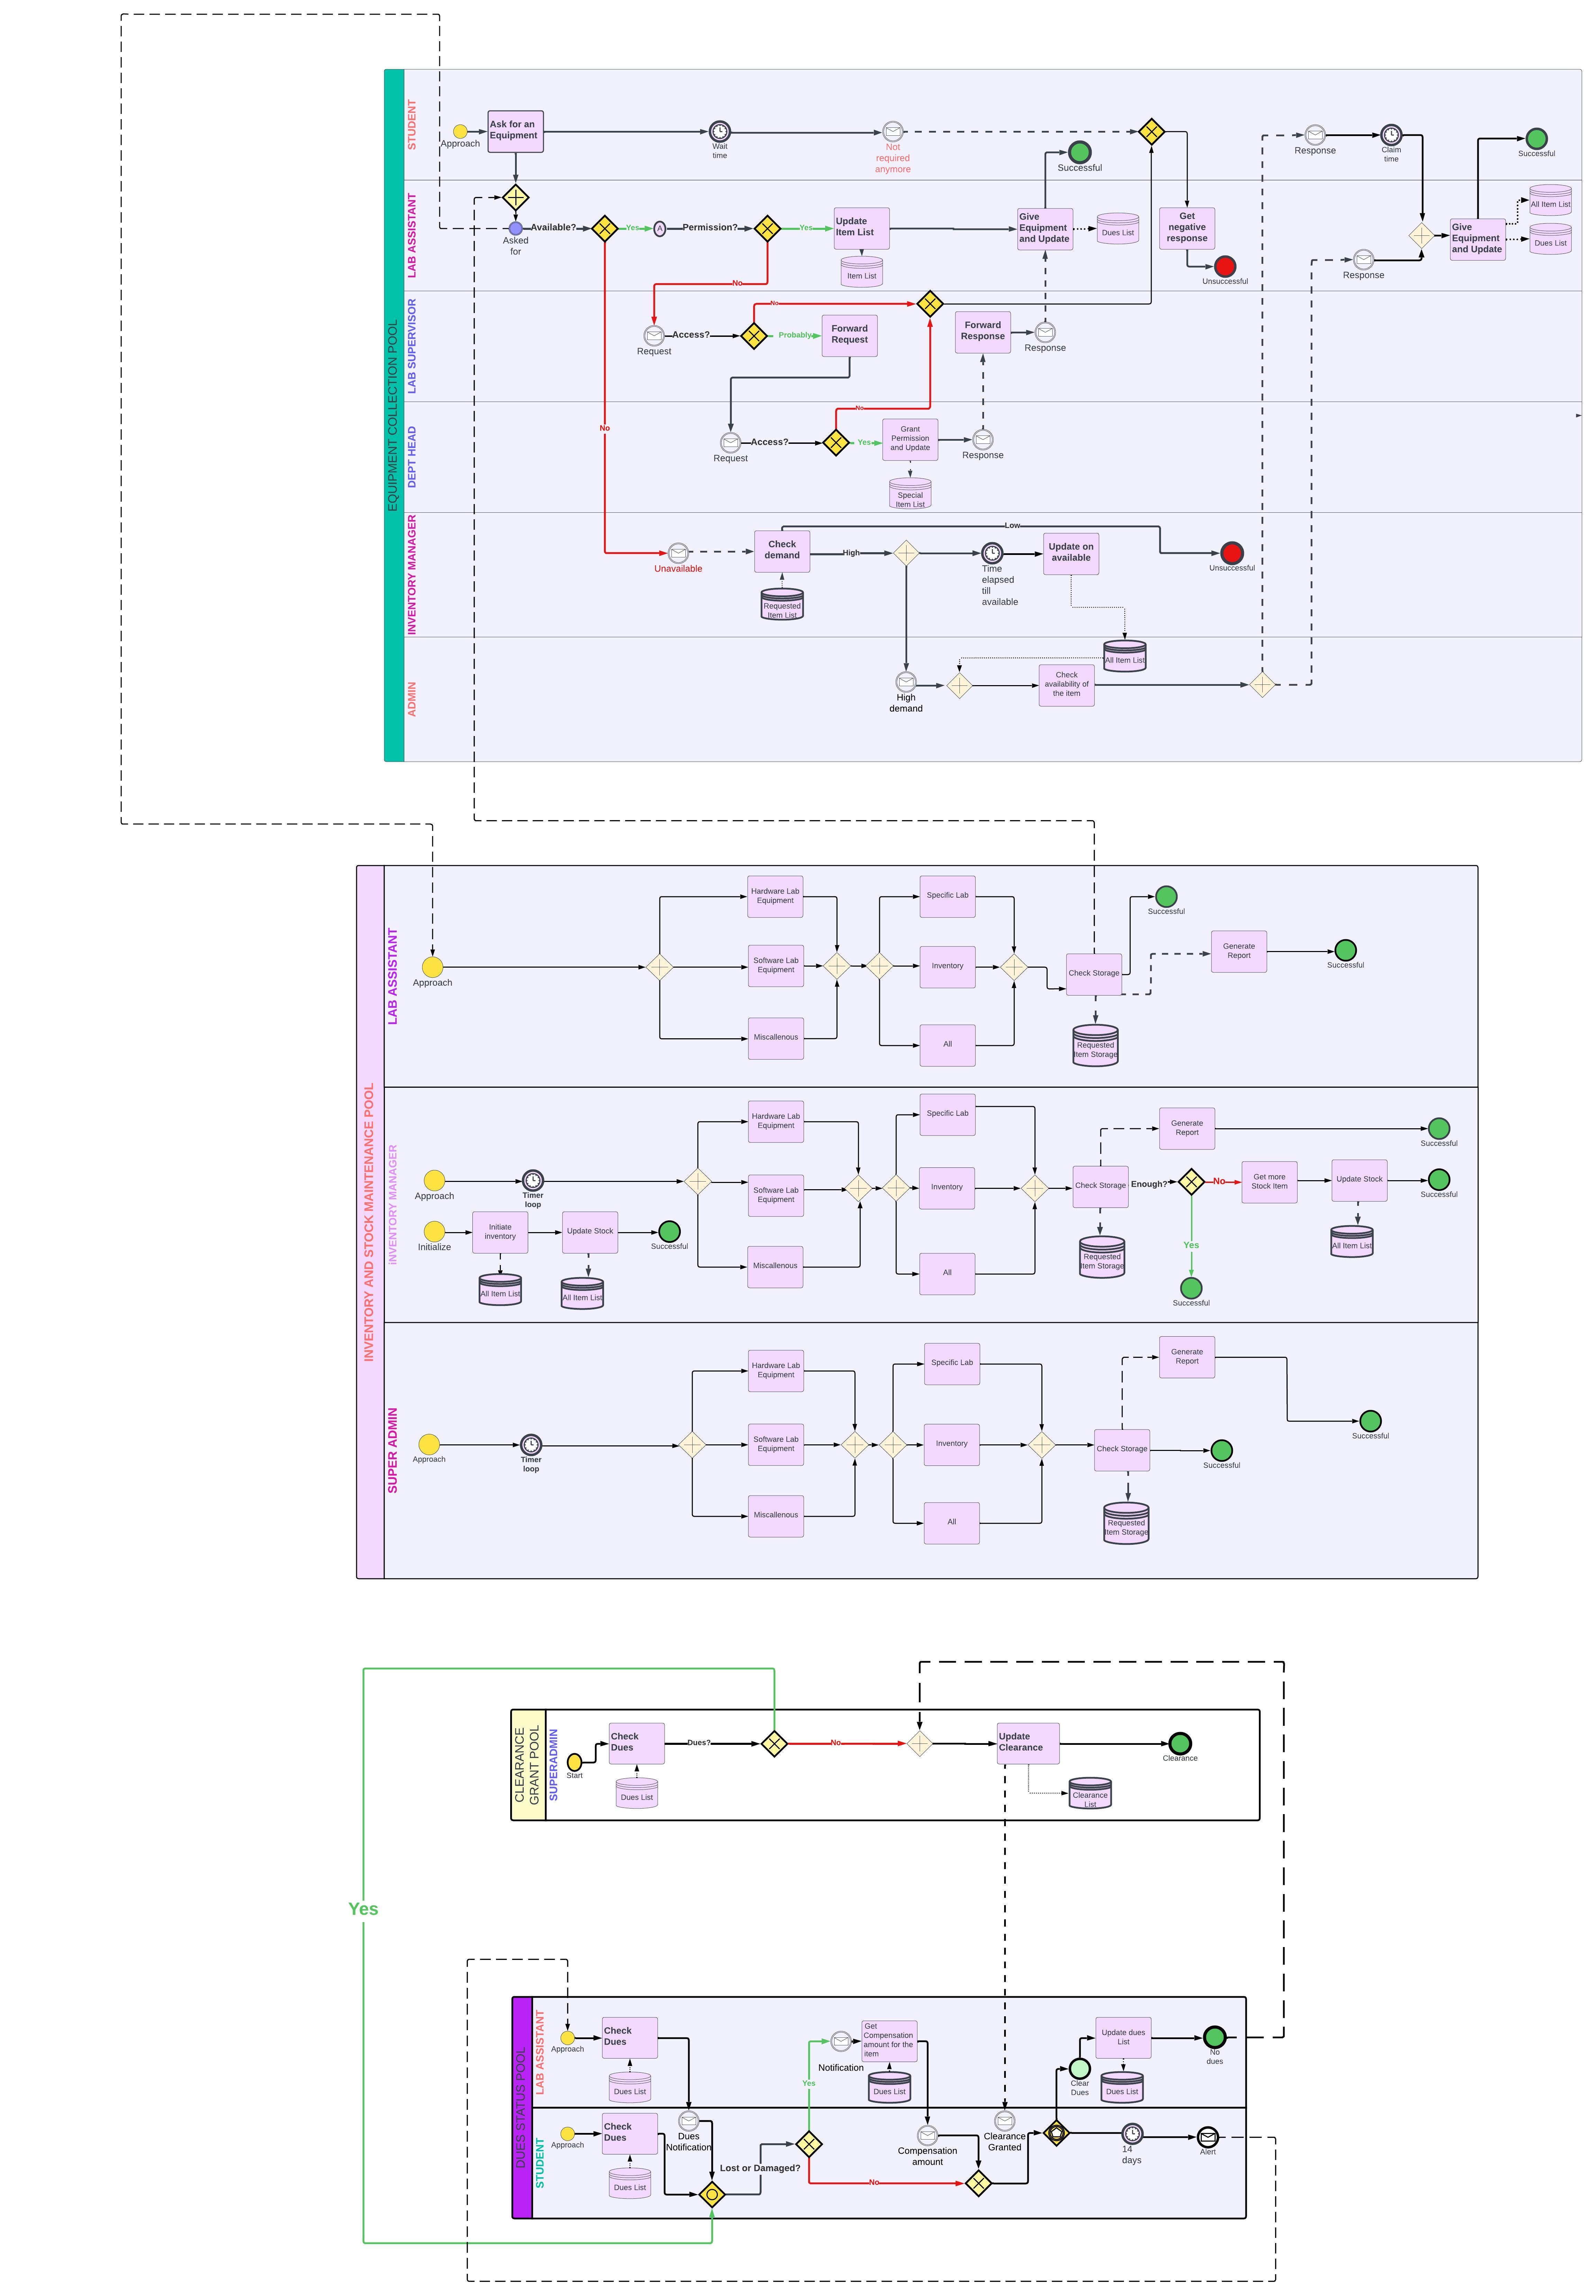 EQUIPMENT COLLECTION POOL
STUDENT
Approach
Ask for an
Equipment
Wait
time
Not
required
anymore
Successful
Response
Claim
time
Successful
LAB ASSISTANT
Asked
for
Available?
Yes
A
Permission?
Yes
Update
Item List
Item List
Give
Equipment
and Update
Dues List
Get
negative
response
Unsuccessful
Response
Give
Equipment
and Update
All Item List
Dues List
No
No
LAB SUPERVISOR
Request
Access?
No
Probably
Forward
Request
Forward
Response
Response
DEPT HEAD
Request
Access?
No
Yes
Grant
Permission
and Update
Special
Item List
Response
INVENTORY MANAGER
Unavailable
Check
demand
Requested
Item List
Low
High
Time
elapsed
till
available
Update on
available
Unsuccessful
ADMIN
High
demand
Check
availability of
the item
All Item List
INVENTORY AND STOCK MAINTENANCE POOL
LAB ASSISTANT
Approach
Hardware Lab
Equipment
Software Lab
Equipment
Miscallenous
Specific Lab
Inventory
All
Check Storage
Requested
Item Storage
Successful
Generate
Report
Successful
iNVENTORY MANAGER
Approach
Timer
loop
Initialize
Initiate
inventory
All Item List
Update Stock
All Item List
Successful
Hardware Lab
Equipment
Software Lab
Equipment
Miscallenous
Specific Lab
Inventory
All
Check Storage
Requested
Item Storage
Generate
Report
Successful
Enough?
No
Yes
Successful
Get more
Stock Item
Update Stock
All Item List
Successful
SUPER ADMIN
Approach
Timer
loop
Hardware Lab
Equipment
Software Lab
Equipment
Miscallenous
Specific Lab
Inventory
All
Check Storage
Requested
Item Storage
Generate
Report
Successful
Successful
CLEARANCE
GRANT POOL
SUPERADMIN
Start
Check
Dues
Dues List
Dues?
No
Update
Clearance
Clearance
List
Clearance
Yes
DUES STATUS POOL
LAB ASSISTANT
Approach
Check
Dues
Dues List
Yes
Notification
Get
Compensation
amount for the
item
Dues List
Clear
Dues
Update dues
List
Dues List
No
dues
STUDENT
Approach
Check
Dues
Dues List
Dues
Notification
Lost or Damaged?
No
Compensation
amount
Clearance
Granted
14
days
Alert